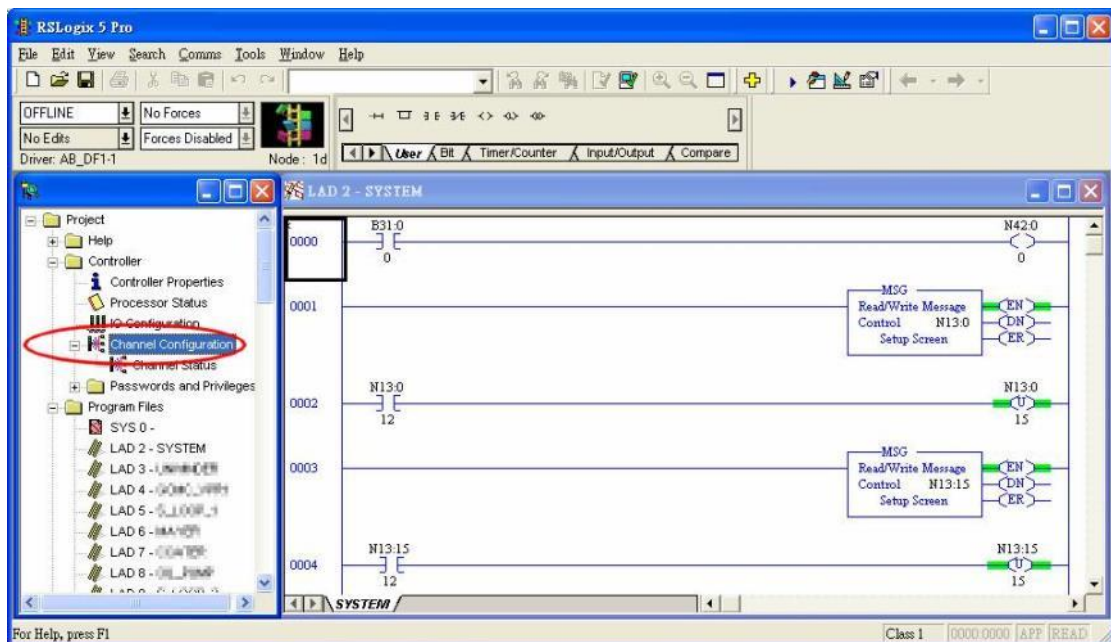 RSLogix 5 Pro
File Edit View Search Comms Tools Window Help
OFFLINE No Forces
No Edits Forces Disabled
Driver: AB_DF1-1 Node : 1d
User Bit Timer/Counter Input/Output Compare
LAD 2 - SYSTEM
Project
Help
Controller
Controller Properties
Processor Status
IO Configuration
Channel Configuration
Channel Status
Passwords and Privileges
Program Files
SYS 0 -
LAD 2 - SYSTEM
LAD 3 -
LAD 4 -
LAD 5 -
LAD 6 -
LAD 7 -
LAD 8 -
0000
B31:0
0
N42:0
0
0001
MSG
Read/Write Message
Control N13:0
Setup Screen
EN
DN
ER
0002
N13:0
12
N13:0
U
15
0003
MSG
Read/Write Message
Control N13:15
Setup Screen
EN
DN
ER
0004
N13:15
12
N13:15
U
15
SYSTEM
For Help, press F1
Class 1 0000:0000 APP READ